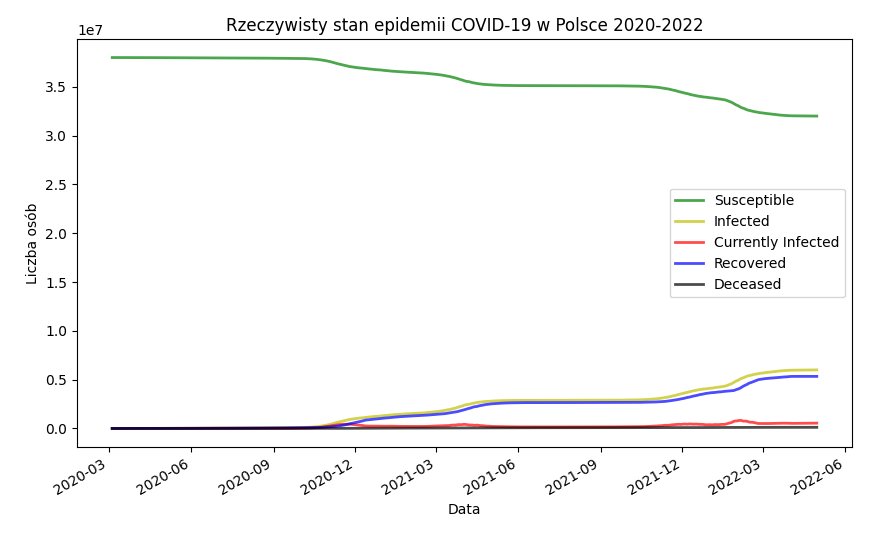 Rzeczywisty stan epidemii COVID-19 w Polsce 2020-2022
1e7
3.5
3.0
2.5
2.0
1.5
1.0
0.5
0.0
Liczba osób
Susceptible
Infected
Currently Infected
Recovered
Deceased
2020-03
2020-06
2020-09
2020-12
2021-03
2021-06
2021-09
2021-12
2022-03
2022-06
Data